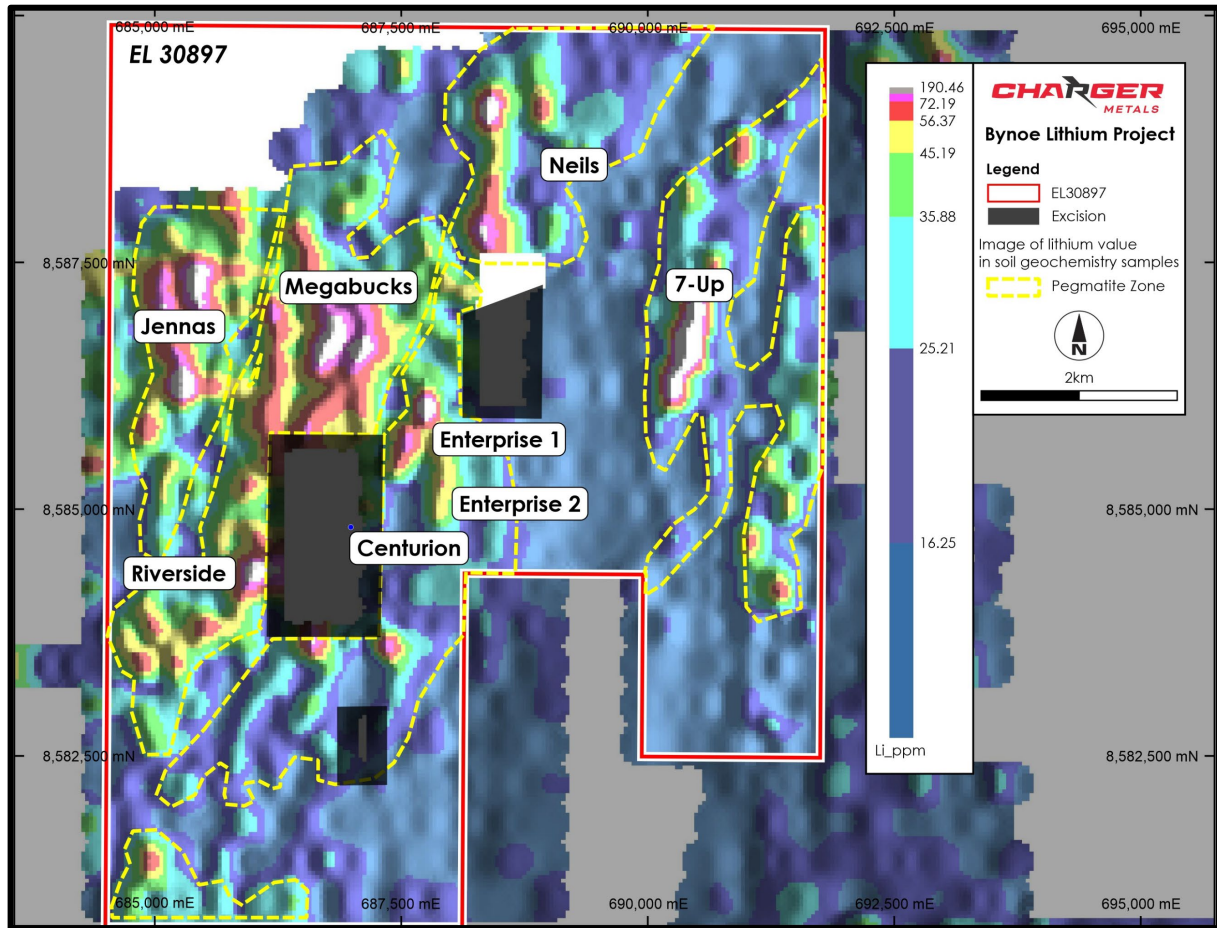 685,000 mE
687,500 mE
690,000 mE
692,500 mE
695,000 mE
EL 30897
190.46
72.19
56.37
45.19
35.88
25.21
16.25
Li_ppm
CHARGER
METALS
Bynoe Lithium Project
Legend
EL30897
Excision
Image of lithium value
in soil geochemistry samples
Pegmatite Zone
N
2km
Neils
8,587,500 mN
8,587,500 mN
Megabucks
7-Up
Jennas
Enterprise 1
Enterprise 2
8,585,000 mN
8,585,000 mN
Centurion
Riverside
8,582,500 mN
8,582,500 mN
685,000 mE
687,500 mE
690,000 mE
692,500 mE
695,000 mE